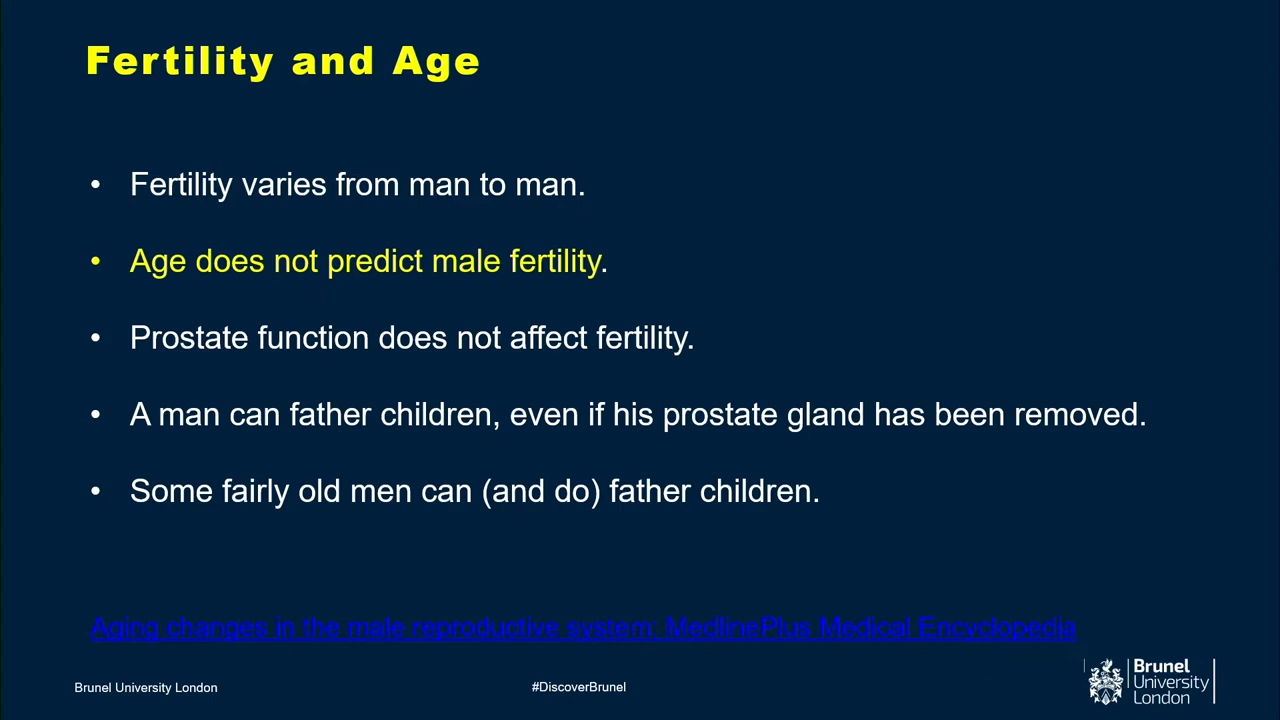 Fertility and Age
• Fertility varies from man to man.
• Age does not predict male fertility.
• Prostate function does not affect fertility.
• A man can father children, even if his prostate gland has been removed.
• Some fairly old men can (and do) father children.
Aging changes in the male reproductive system: MedlinePlus Medical Encyclopedia
Brunel University London
#DiscoverBrunel
Brunel
University
London